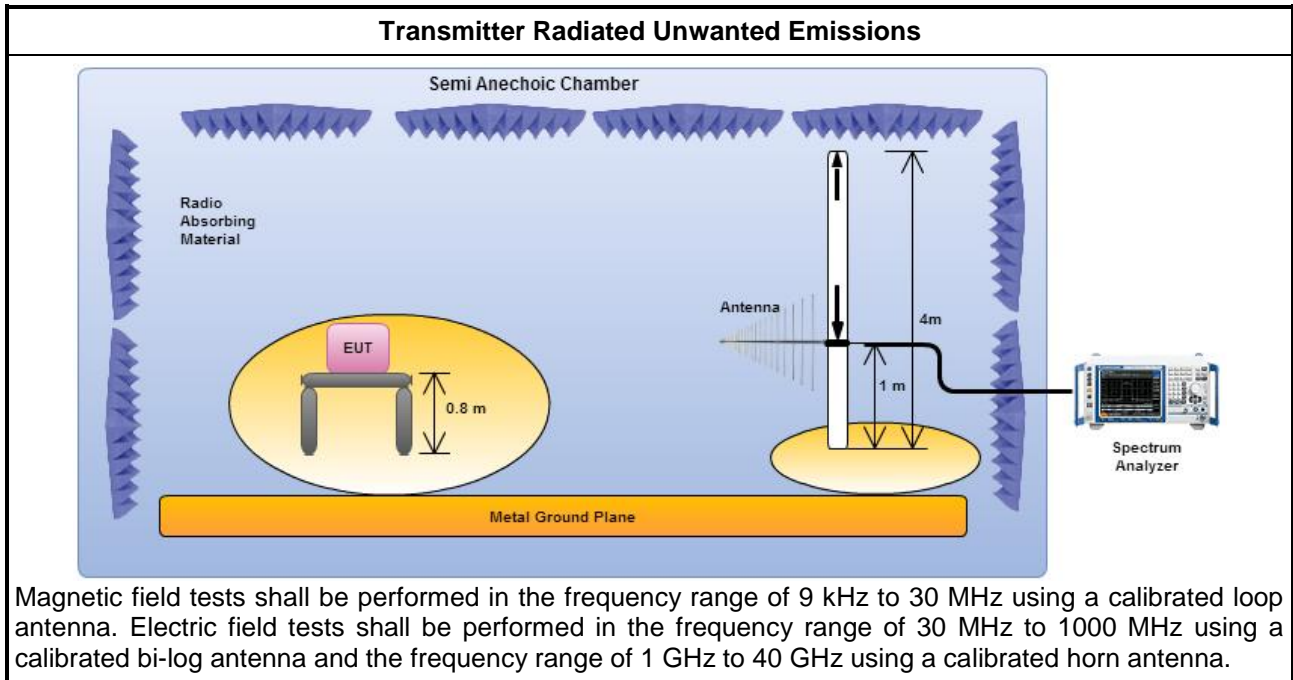 Transmitter Radiated Unwanted Emissions
Semi Anechoic Chamber
Radio
Absorbing
Material
Antenna
4m
EUT
1 m
0.8 m
Spectrum
Analyzer
Metal Ground Plane
Magnetic field tests shall be performed in the frequency range of 9 kHz to 30 MHz using a calibrated loop
antenna. Electric field tests shall be performed in the frequency range of 30 MHz to 1000 MHz using a
calibrated bi-log antenna and the frequency range of 1 GHz to 40 GHz using a calibrated horn antenna.